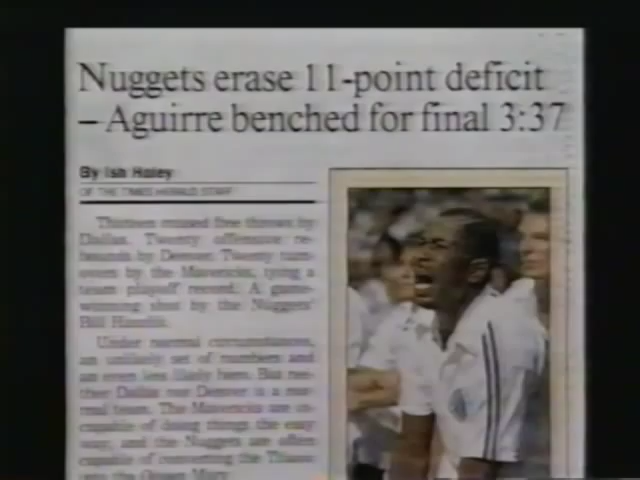 Nuggets erase 11-point deficit
– Aguirre benched for final 3:37
By Ish Haley
OF THE TIMES HERALD STAFF
Thirteen missed free throws by
Dallas. Twenty offensive re-
bounds by Denver. Twenty turn-
overs by the Mavericks, tying a
team playoff record. A game-
winning shot by the Nuggets'
Bill Hanzlik.
Under normal circumstances,
an unlikely set of numbers and
an even less likely hero. But nei-
ther Dallas nor Denver is a nor-
mal team. The Mavericks are in-
capable of doing things the easy
way, and the Nuggets are often
capable of converting the Titanic
into the Queen Mary.